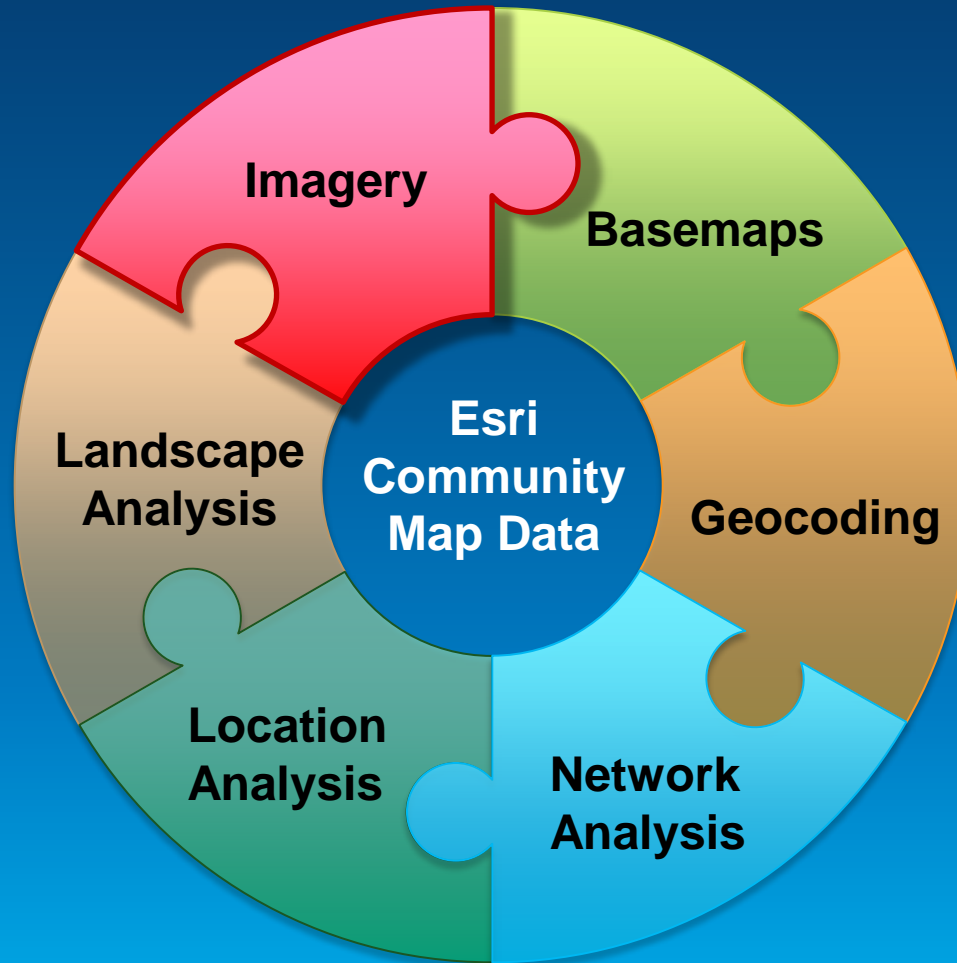 Imagery
Basemaps
Esri
Community
Map Data
Landscape
Analysis
Geocoding
Location
Analysis
Network
Analysis